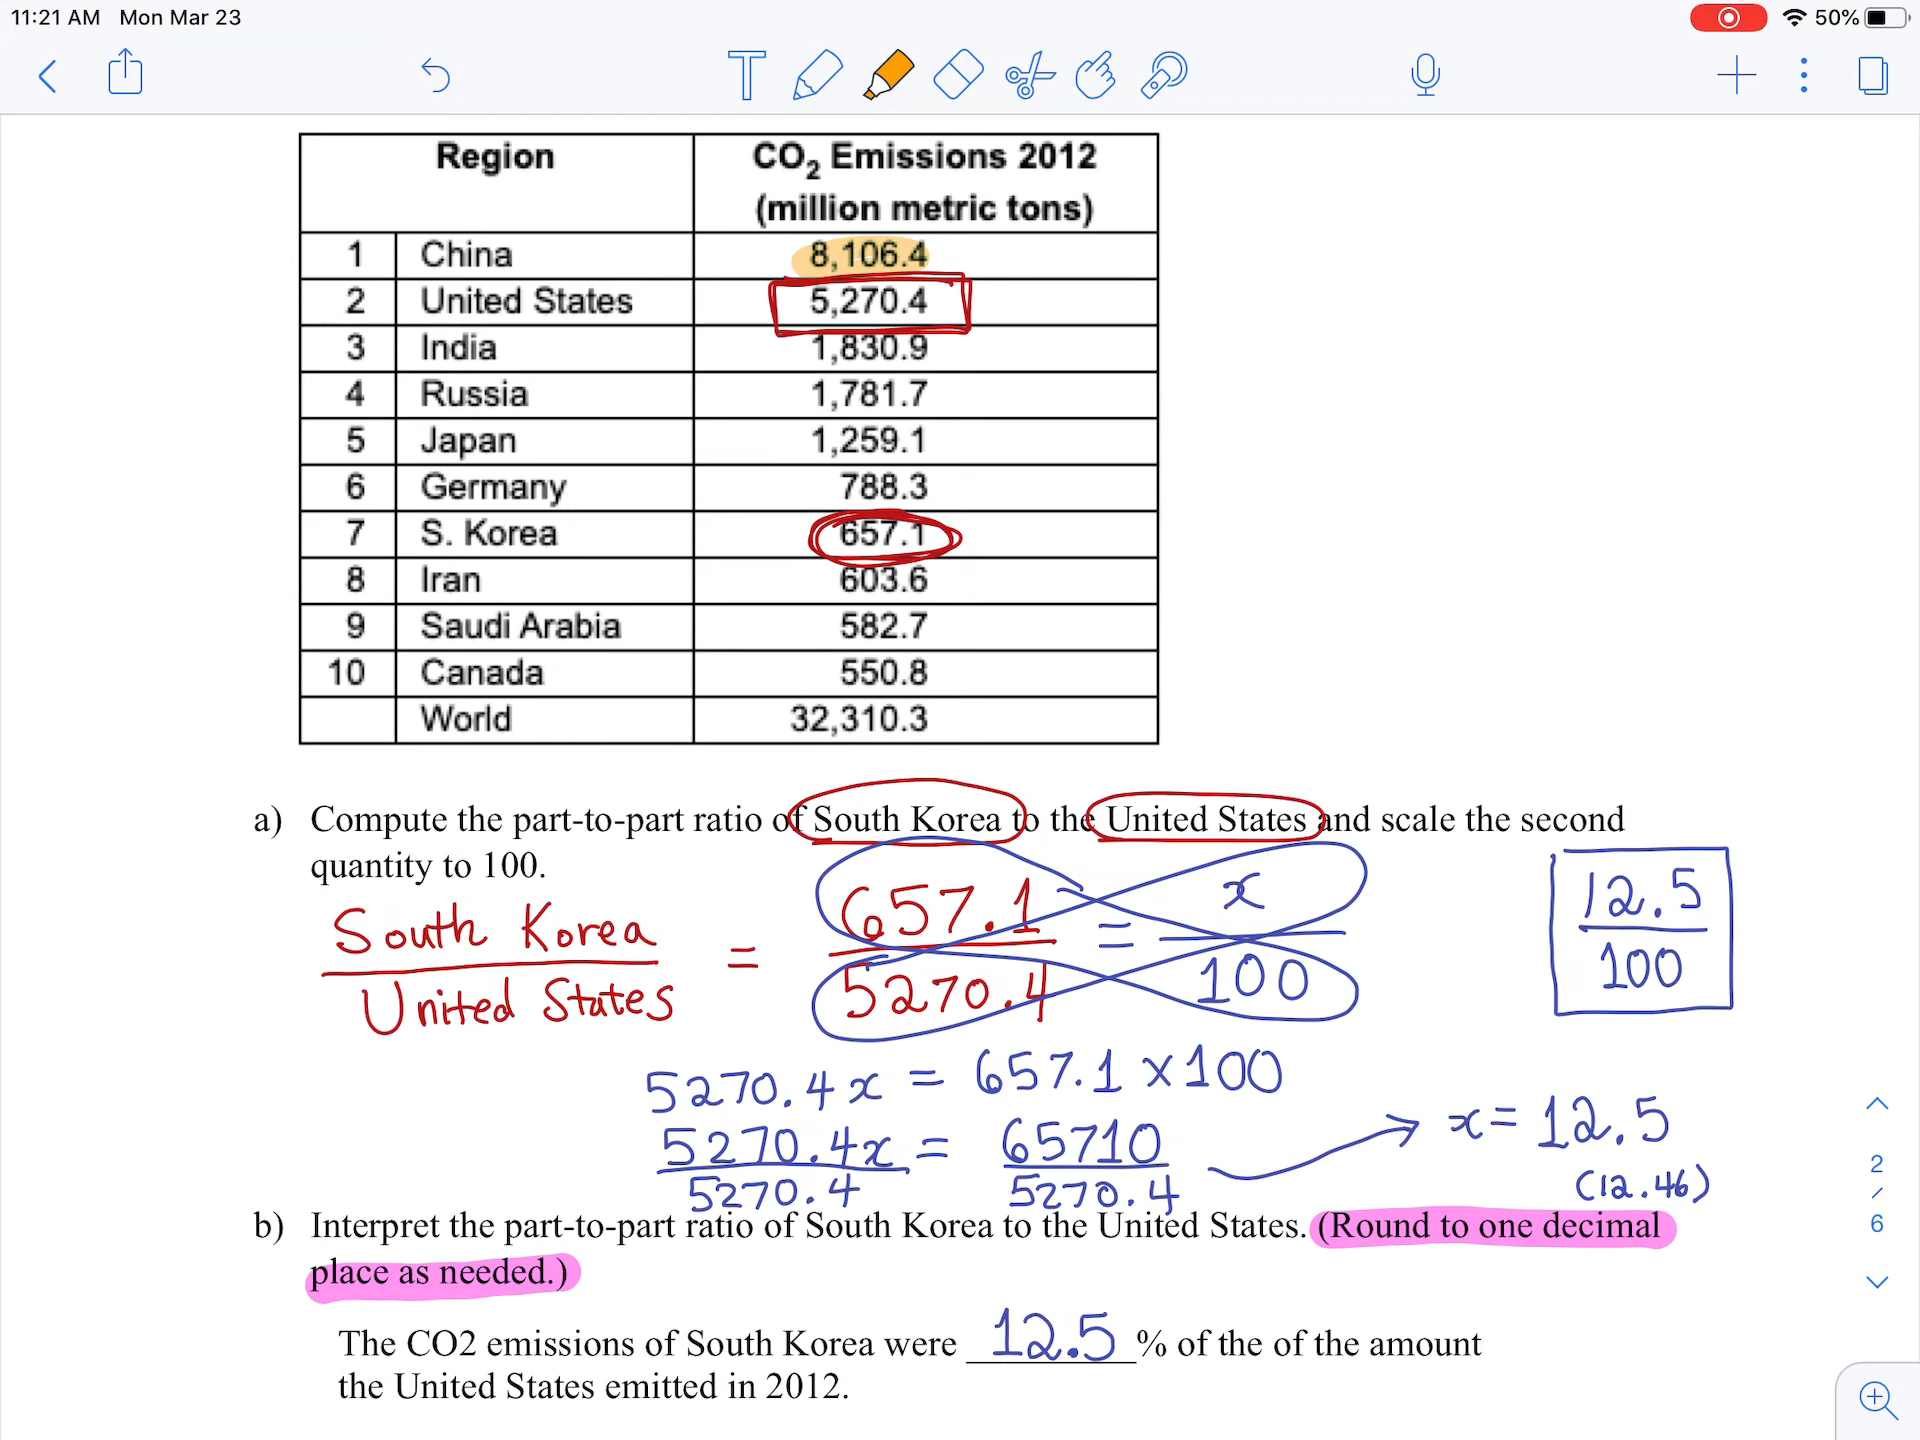 11:21 AM Mon Mar 23
50%
T
Region CO2 Emissions 2012
(million metric tons)
1 China 8,106.4
2 United States 5,270.4
3 India 1,830.9
4 Russia 1,781.7
5 Japan 1,259.1
6 Germany 788.3
7 S. Korea 657.1
8 Iran 603.6
9 Saudi Arabia 582.7
10 Canada 550.8
World 32,310.3
a) Compute the part-to-part ratio of South Korea to the United States and scale the second
quantity to 100.
South Korea / United States = 657.1 / 5270.4 = x / 100
12.5 / 100
5270.4x = 657.1 x 100
5270.4x / 5270.4 = 65710 / 5270.4
x = 12.5
(12.46)
2 / 6
b) Interpret the part-to-part ratio of South Korea to the United States. (Round to one decimal
place as needed.)
The CO2 emissions of South Korea were 12.5 % of the of the amount
the United States emitted in 2012.